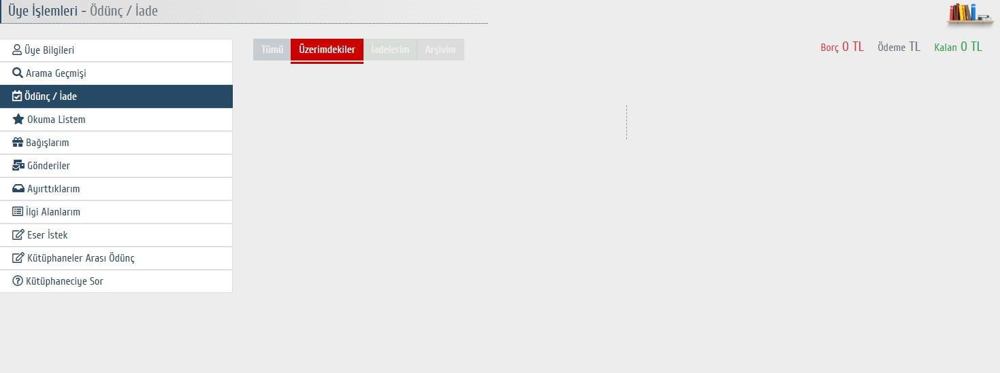 Üye İşlemleri - Ödünç / İade
Üye Bilgileri
Arama Geçmişi
Ödünç / İade
Okuma Listem
Bağışlarım
Gönderiler
Ayırttıklarım
İlgi Alanlarım
Eser İstek
Kütüphaneler Arası Ödünç
Kütüphaneciye Sor
Tümü Üzerimdekiler İadelerim Arşivim
Borç 0 TL Ödeme TL Kalan 0 TL